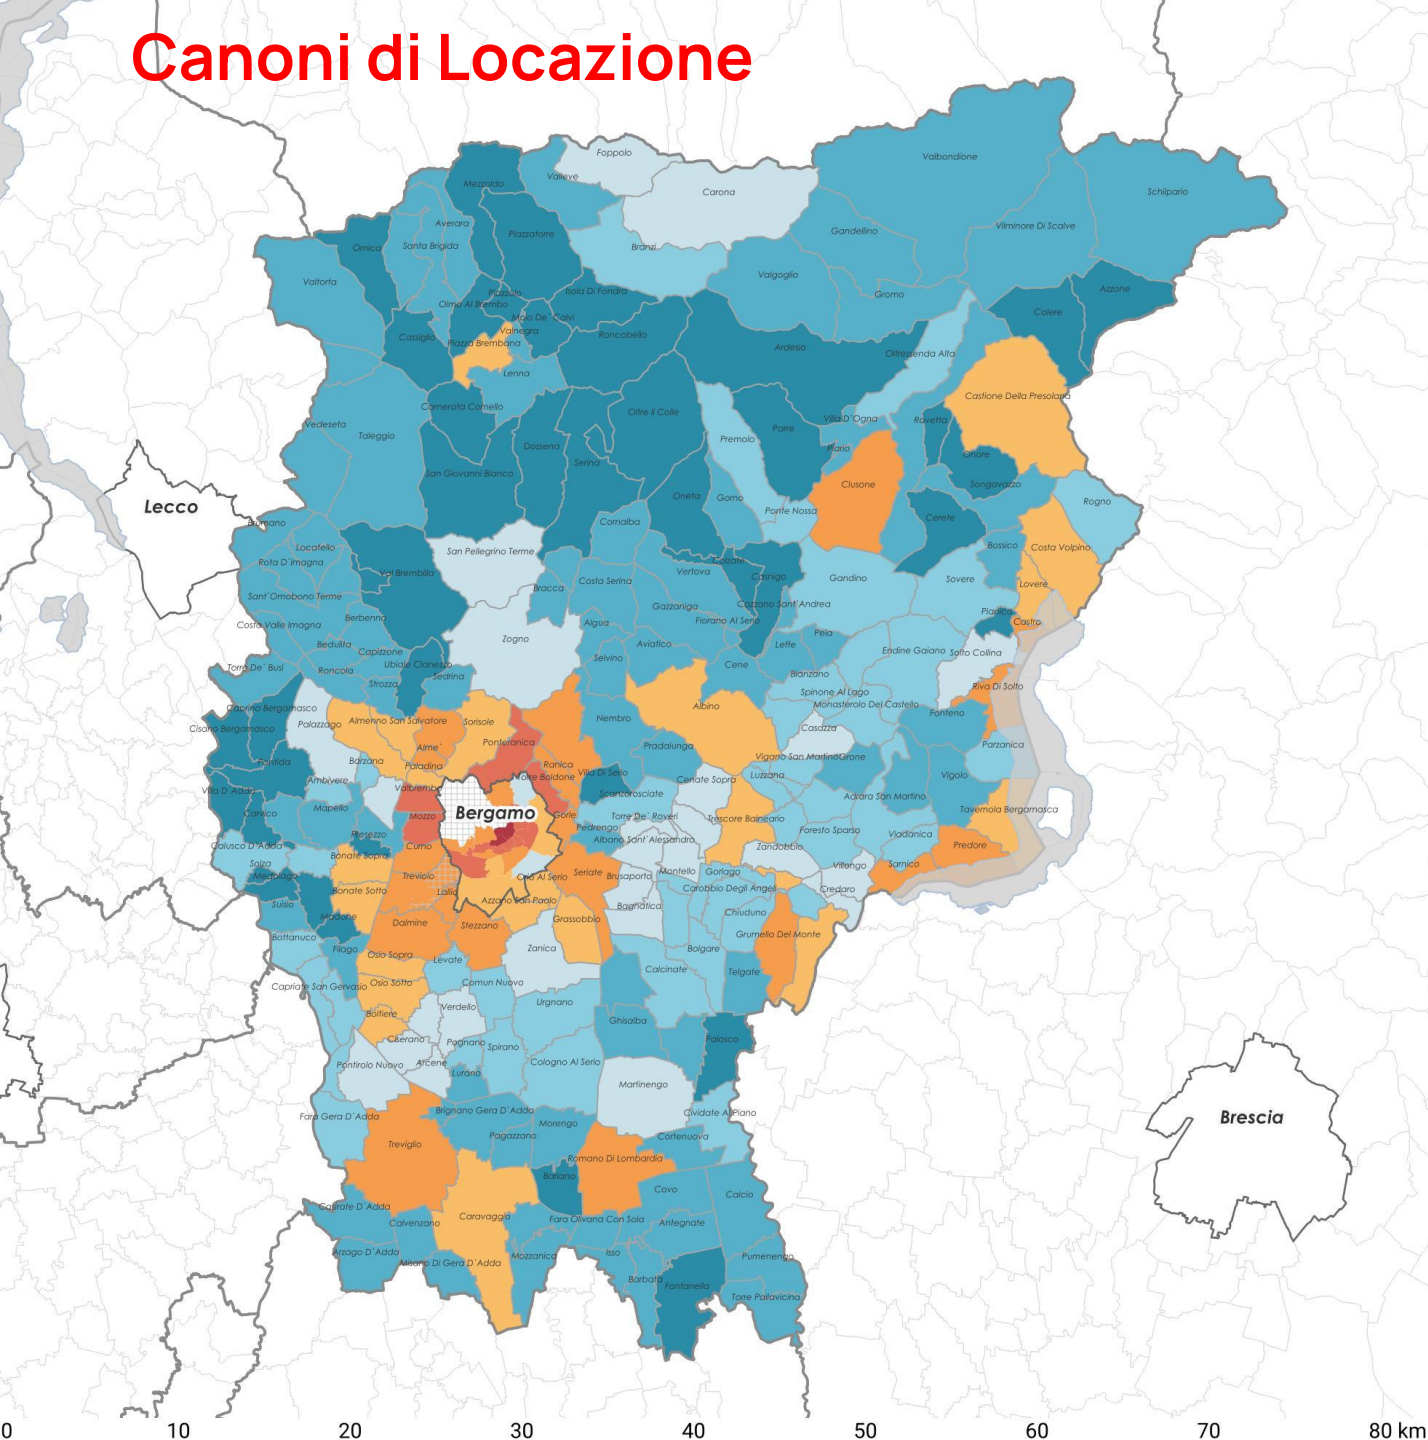 Canoni di Locazione
Foppolo
Valleve
Valbondione
Mezzoldo
Carona
Schilpario
Averara
Piazzatorre
Gandellino
Vilminore Di Scalve
Ornica
Santa Brigida
Branzi
Valtorta
Valgoglio
Piazzolo
Isola Di Fondra
Gromo
Azzone
Olmo Al Brembo
Moio De` Calvi
Colere
Valnegra
Cassiglio
Piazza Brembana
Roncobello
Ardesio
Oltressenda Alta
Lenna
Castione Della Presolana
Camerata Cornello
Oltre Il Colle
Villa D`Ogna
Rovetta
Vedeseta
Taleggio
Parre
Premolo
Dossena
Piario
Onore
Serina
San Giovanni Bianco
Clusone
Songavazzo
Oneta
Gorno
Rogno
Lecco
Ponte Nossa
Brumano
Cornalba
Cerete
Locatello
San Pellegrino Terme
Bossico
Costa Volpino
Rota D`Imagna
Colzate
Val Brembilla
Vertova
Casnigo
Gandino
Sovere
Lovere
Bracca
Costa Serina
Sant`Omobono Terme
Gazzaniga
Cazzano Sant`Andrea
Pianico
Berbenno
Costa Valle Imagna
Algua
Fiorano Al Serio
Castro
Peia
Zogno
Bedulita
Aviatico
Leffe
Endine Gaiano
Solto Collina
Capizzone
Selvino
Torre De` Busi
Roncola
Ubiale Clanezzo
Cene
Sedrina
Bianzano
Strozza
Riva Di Solto
Spinone Al Lago
Caprino Bergamasco
Albino
Monasterolo Del Castello
Fonteno
Cisano Bergamasco
Palazzago
Almenno San Salvatore
Sorisole
Nembro
Casazza
Ponteranica
Pradalunga
Parzanica
Alme`
Vigano San Martino
Grone
Pontida
Barzana
Paladina
Ranica
Torre Boldone
Villa Di Serio
Cenate Sopra
Luzzana
Vigolo
Ambivere
Valbrembo
Villa D`Adda
Scanzorosciate
Adrara San Martino
Mapello
Tavernola Bergamasca
Carvico
Mozzo
Bergamo
Gorle
Torre De` Roveri
Trescore Balneario
Pedrengo
Foresto Sparso
Viadanica
Presezzo
Albano Sant`Alessandro
Calusco D`Adda
Curno
Zandobbio
Predore
Bonate Sopra
Solza
Villongo
Sarnico
Medolago
Treviolo
Orio Al Serio
Seriate
Brusaporto
Montello
Gorlago
Bonate Sotto
Lallio
Carobbio Degli Angeli
Credaro
Suisio
Azzano San Paolo
Bagnatica
Madone
Chiuduno
Dalmine
Stezzano
Grassobbio
Bottanuco
Grumello Del Monte
Filago
Zanica
Bolgare
Osio Sopra
Levate
Calcinate
Telgate
Capriate San Gervasio
Osio Sotto
Comun Nuovo
Verdello
Urgnano
Boltiere
Ghisalba
Ciserano
Pognano
Spirano
Palosco
Pontirolo Nuovo
Arcene
Cologno Al Serio
Lurano
Martinengo
Fara Gera D`Adda
Brignano Gera D`Adda
Cividate Al Piano
Morengo
Brescia
Treviglio
Pagazzano
Cortenuova
Romano Di Lombardia
Bariano
Covo
Calcio
Casirate D`Adda
Caravaggio
Fara Olivana Con Sola
Calvenzano
Antegnate
Arzago D`Adda
Mozzanica
Isso
Pumenengo
Misano Di Gera D`Adda
Barbata
Fontanella
Torre Pallavicina
0 10 20 30 40 50 60 70 80 km